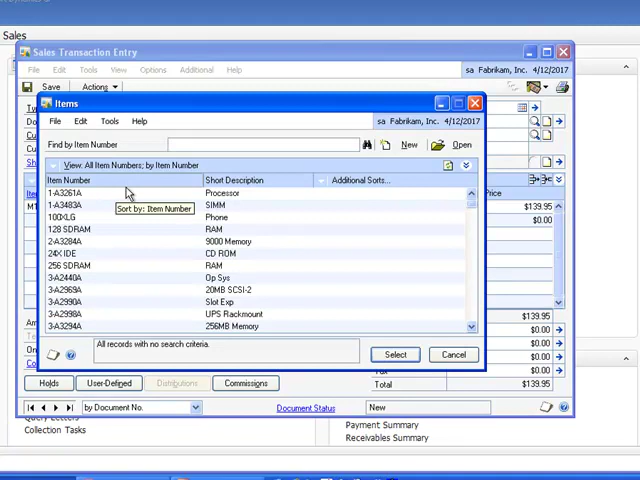 Sales
Sales Transaction Entry
File Edit Tools View Options Additional Help
sa Fabrikam, Inc. 4/12/2017
Save Actions
Items
File Edit Tools Help
sa Fabrikam, Inc. 4/12/2017
Find by Item Number
New Open
View: All Item Numbers; by Item Number
Item Number Short Description Additional Sorts...
1-A3261A Processor
1-A3483A SIMM
100XLG Phone
128 SDRAM RAM
2-A3284A 9000 Memory
24X IDE CD ROM
256 SDRAM RAM
3-A2440A Op Sys
3-A2968A 20MB SCSI-2
3-A2990A Slot Exp
3-A2998A UPS Rackmount
3-A3294A 256MB Memory
Sort by: Item Number
All records with no search criteria.
Select Cancel
Price
$139.95
$0.00
$139.95
$0.00
$0.00
$0.00
$0.00
Total $139.95
Holds User-Defined Distributions Commissions
by Document No. Document Status New
Collection Tasks
Payment Summary
Receivables Summary